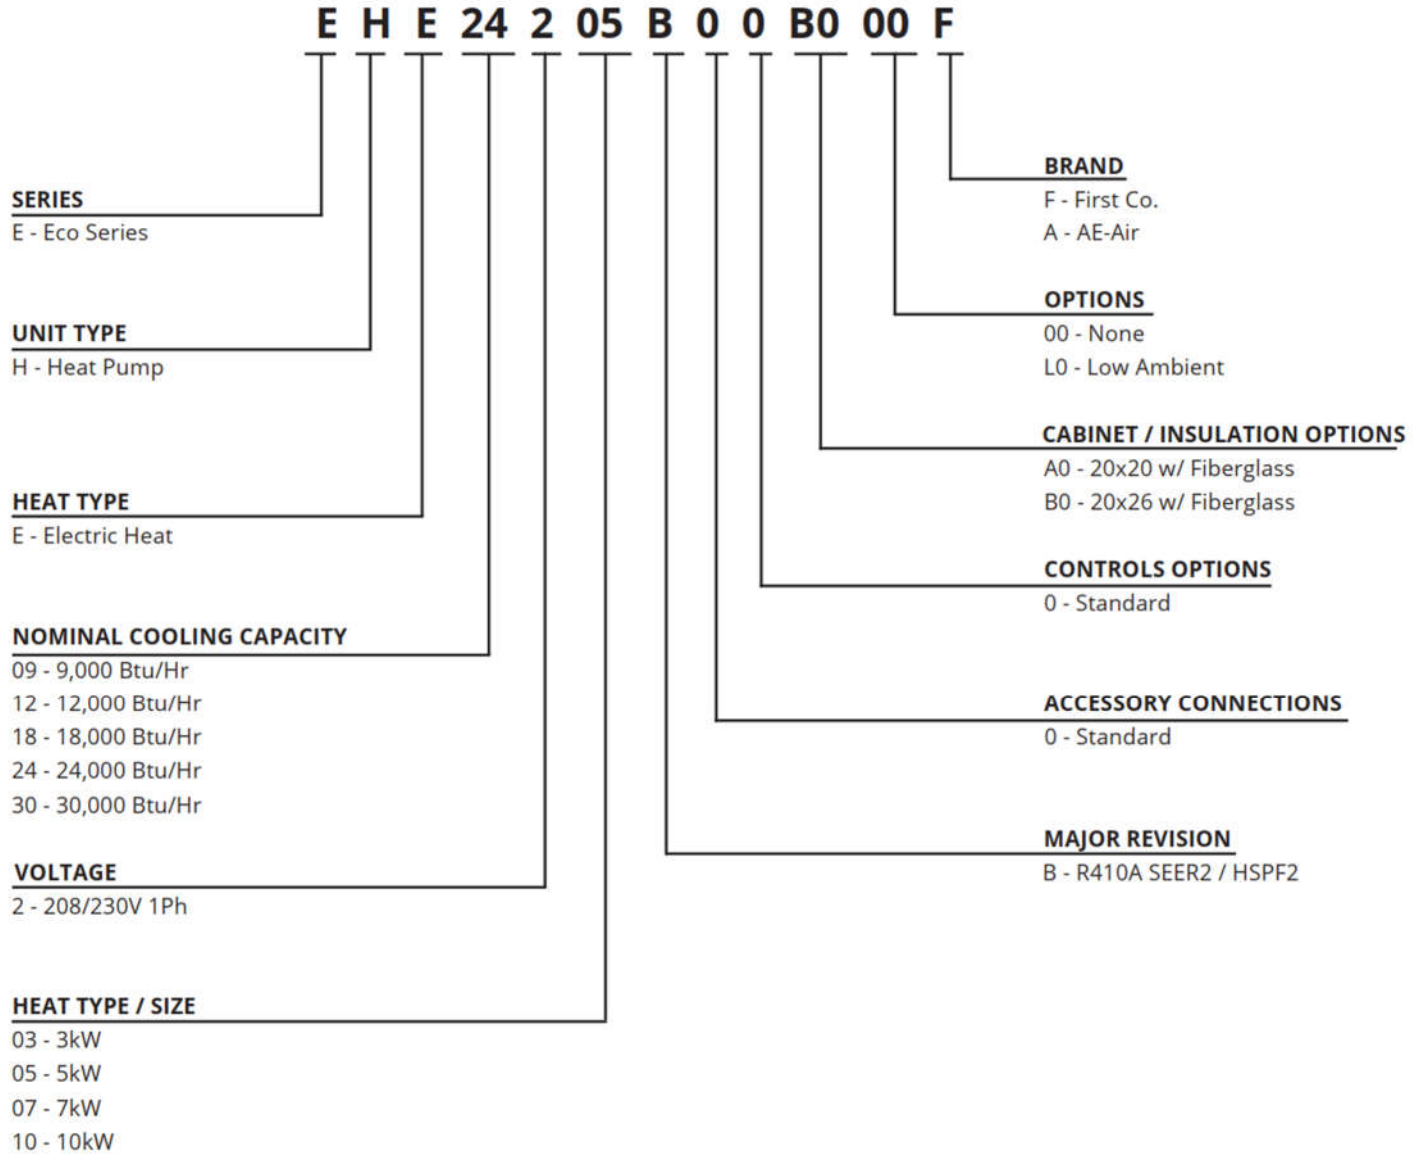 E H E 24 2 05 B 0 0 B0 00 F
SERIES
E - Eco Series
UNIT TYPE
H - Heat Pump
HEAT TYPE
E - Electric Heat
NOMINAL COOLING CAPACITY
09 - 9,000 Btu/Hr
12 - 12,000 Btu/Hr
18 - 18,000 Btu/Hr
24 - 24,000 Btu/Hr
30 - 30,000 Btu/Hr
VOLTAGE
2 - 208/230V 1Ph
HEAT TYPE / SIZE
03 - 3kW
05 - 5kW
07 - 7kW
10 - 10kW
BRAND
F - First Co.
A - AE-Air
OPTIONS
00 - None
L0 - Low Ambient
CABINET / INSULATION OPTIONS
A0 - 20x20 w/ Fiberglass
B0 - 20x26 w/ Fiberglass
CONTROLS OPTIONS
0 - Standard
ACCESSORY CONNECTIONS
0 - Standard
MAJOR REVISION
B - R410A SEER2 / HSPF2